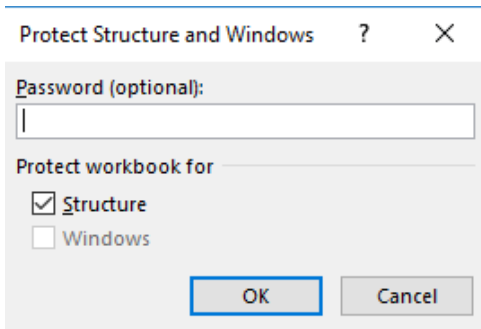 Protect Structure and Windows ? ×
Password (optional):
Protect workbook for
Structure
Windows
OK Cancel